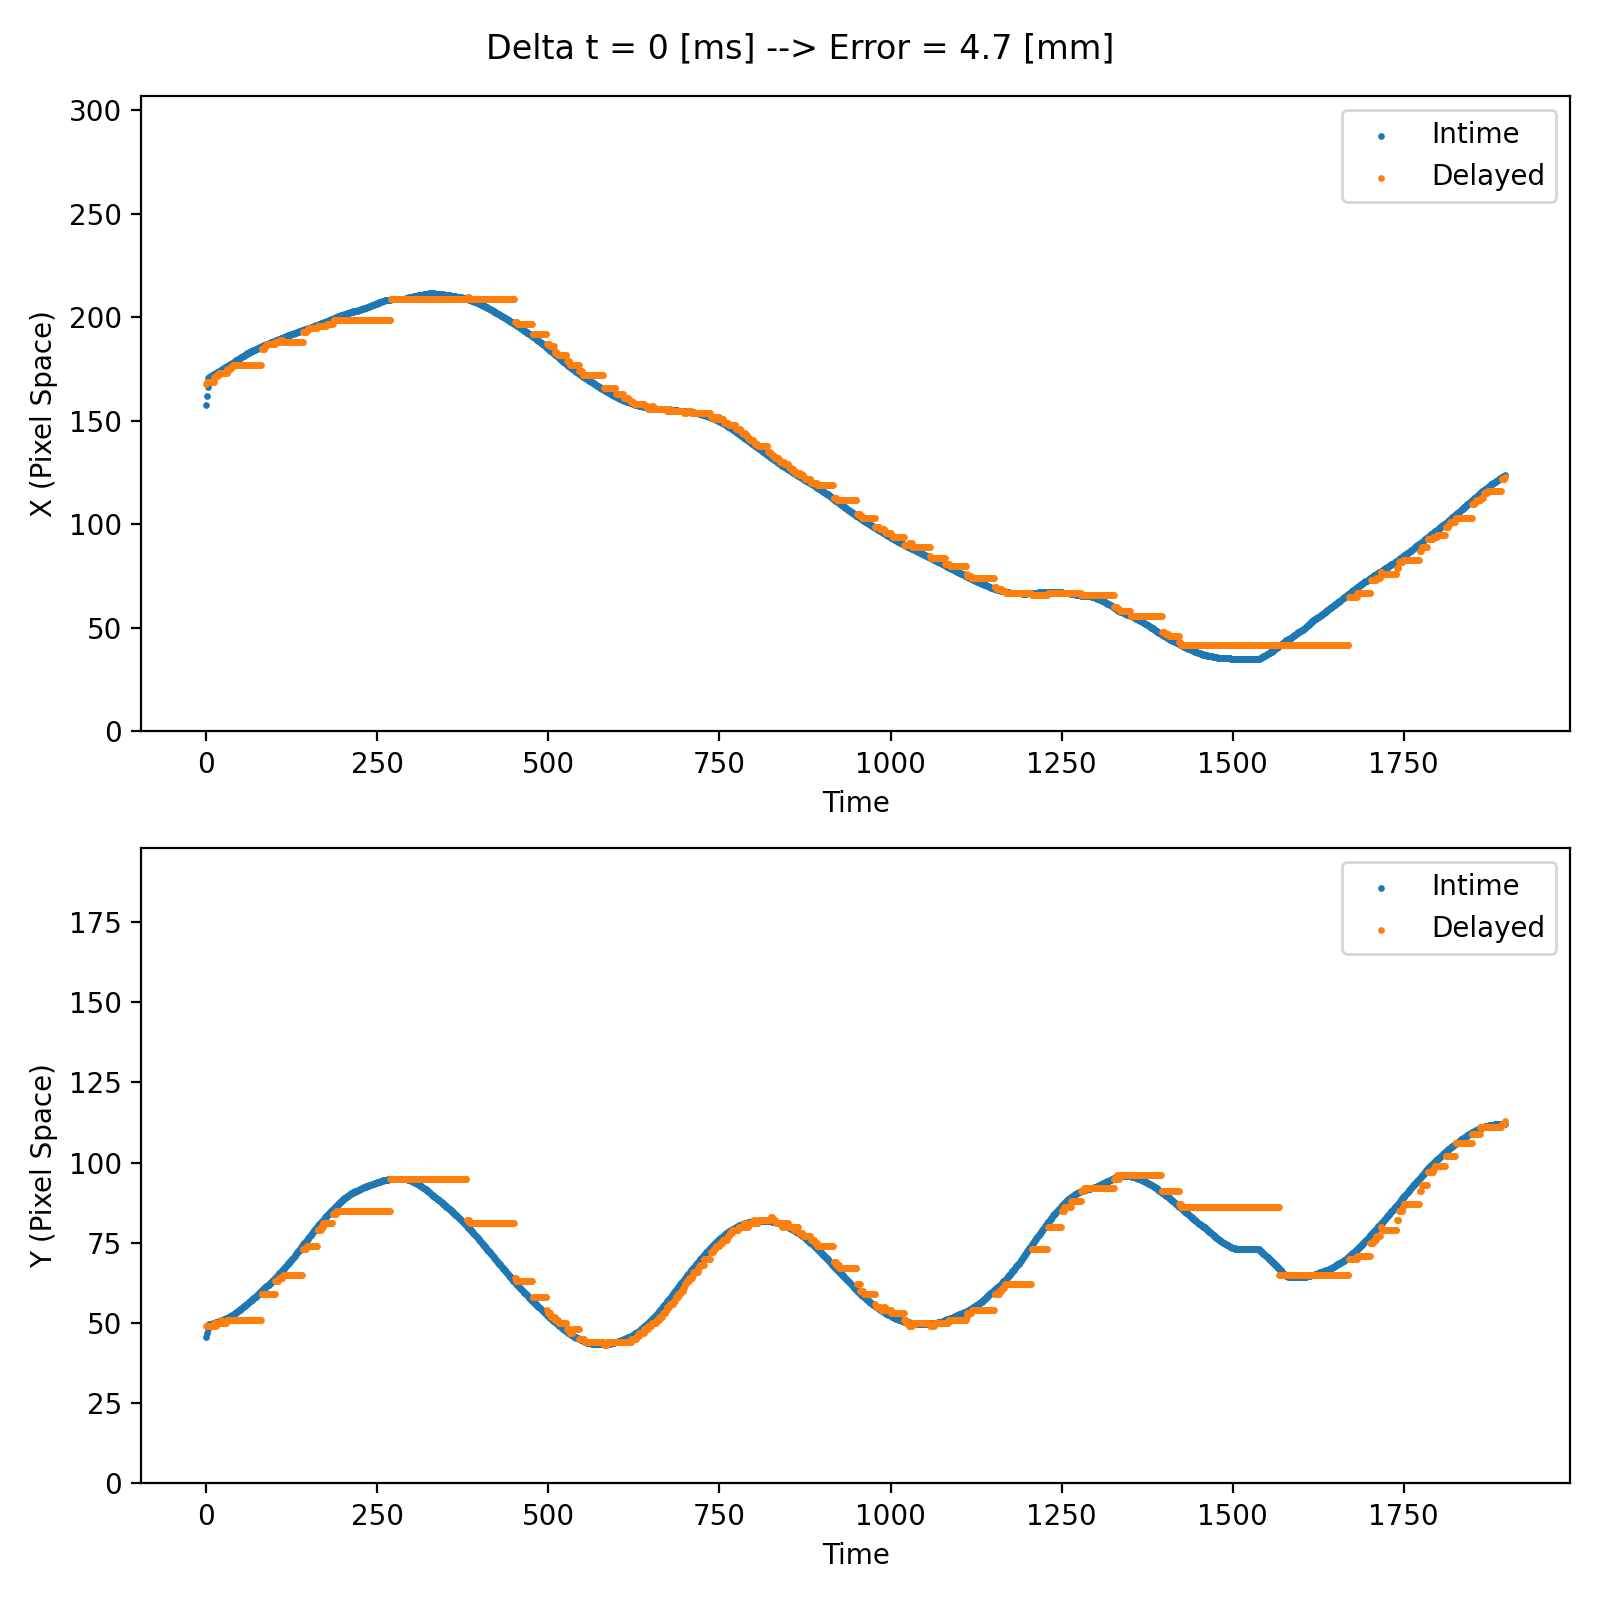 Delta t = 0 [ms] --> Error = 4.7 [mm]
300
250
200
150
100
50
0
X (Pixel Space)
Intime
Delayed
0 250 500 750 1000 1250 1500 1750
Time
175
150
125
100
75
50
25
0
Y (Pixel Space)
Intime
Delayed
0 250 500 750 1000 1250 1500 1750
Time